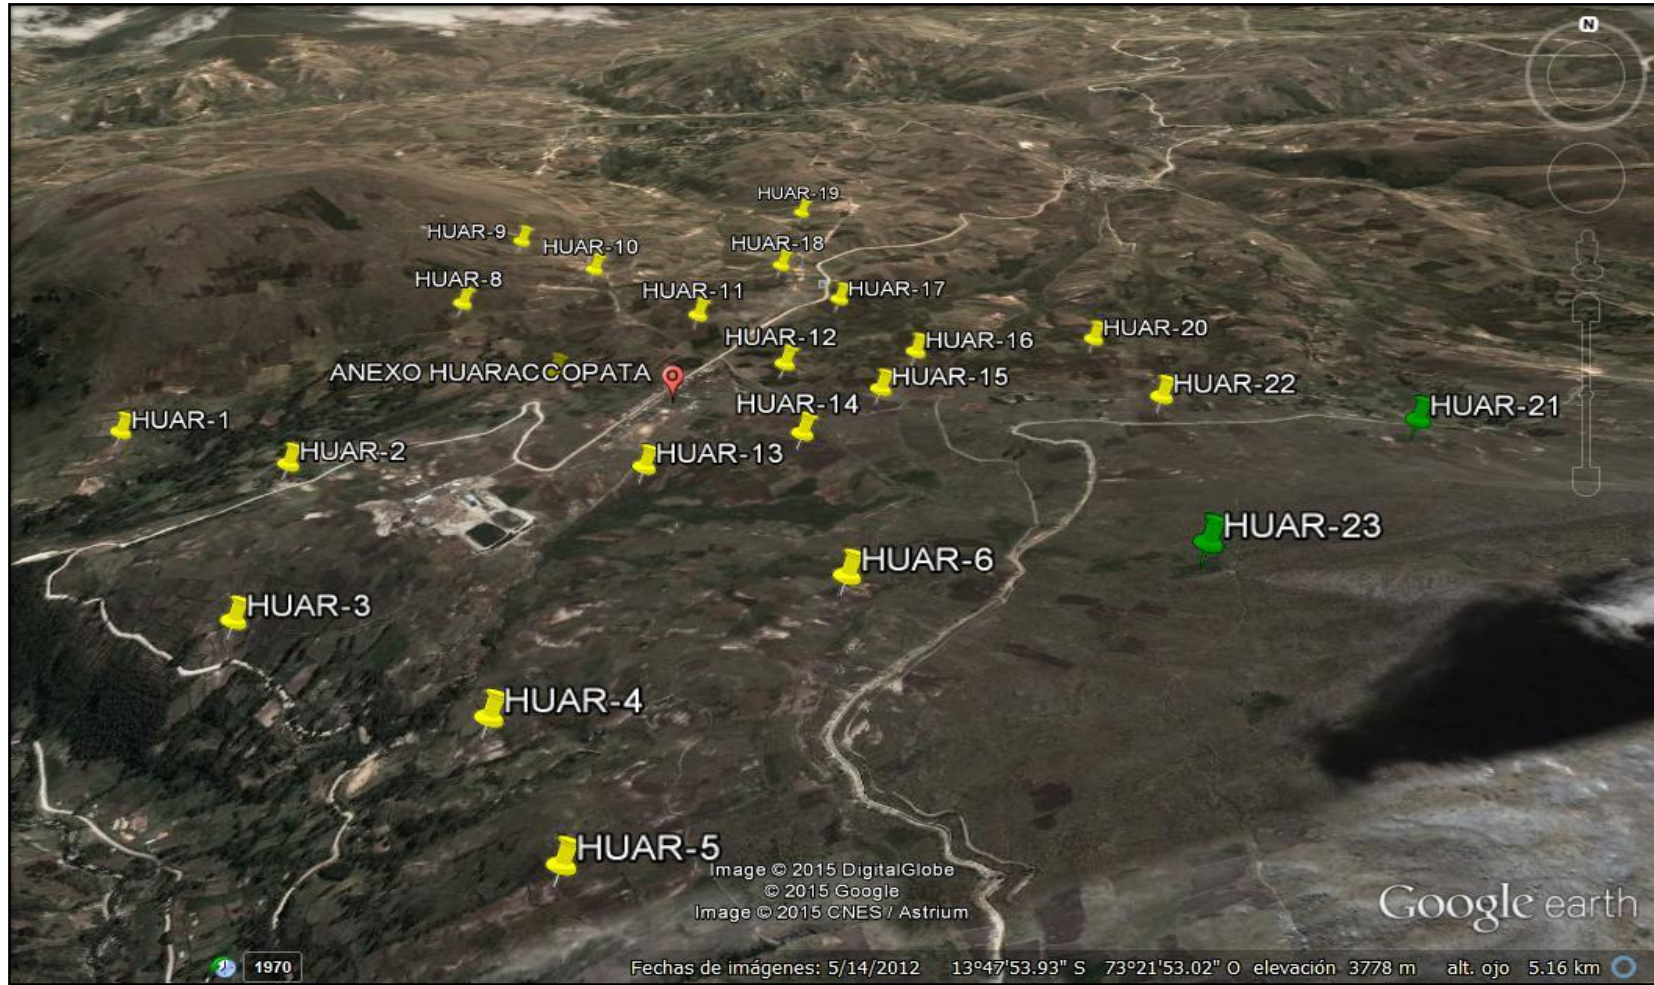 N
HUAR-19
HUAR-9
HUAR-10
HUAR-18
HUAR-8
HUAR-11
HUAR-17
HUAR-12
HUAR-16
HUAR-20
ANEXO HUARACCOPATA
HUAR-15
HUAR-22
HUAR-14
HUAR-21
HUAR-1
HUAR-2
HUAR-13
HUAR-23
HUAR-6
HUAR-3
HUAR-4
HUAR-5
Image © 2015 DigitalGlobe
© 2015 Google
Image © 2015 CNES / Astrium
Google earth
1970
Fechas de imágenes: 5/14/2012 13°47'53.93" S 73°21'53.02" O elevación 3778 m alt. ojo 5.16 km